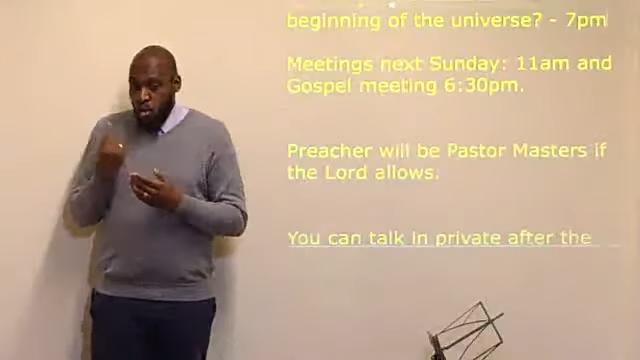 beginning of the universe? - 7pm
Meetings next Sunday: 11am and
Gospel meeting 6:30pm.
Preacher will be Pastor Masters if
the Lord allows.
You can talk in private after the